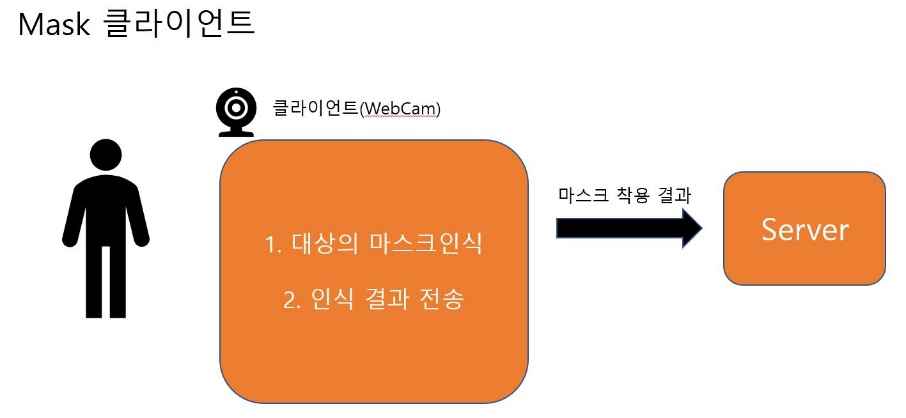 Mask 클라이언트
클라이언트(WebCam)
1. 대상의 마스크인식
2. 인식 결과 전송
마스크 착용 결과
Server